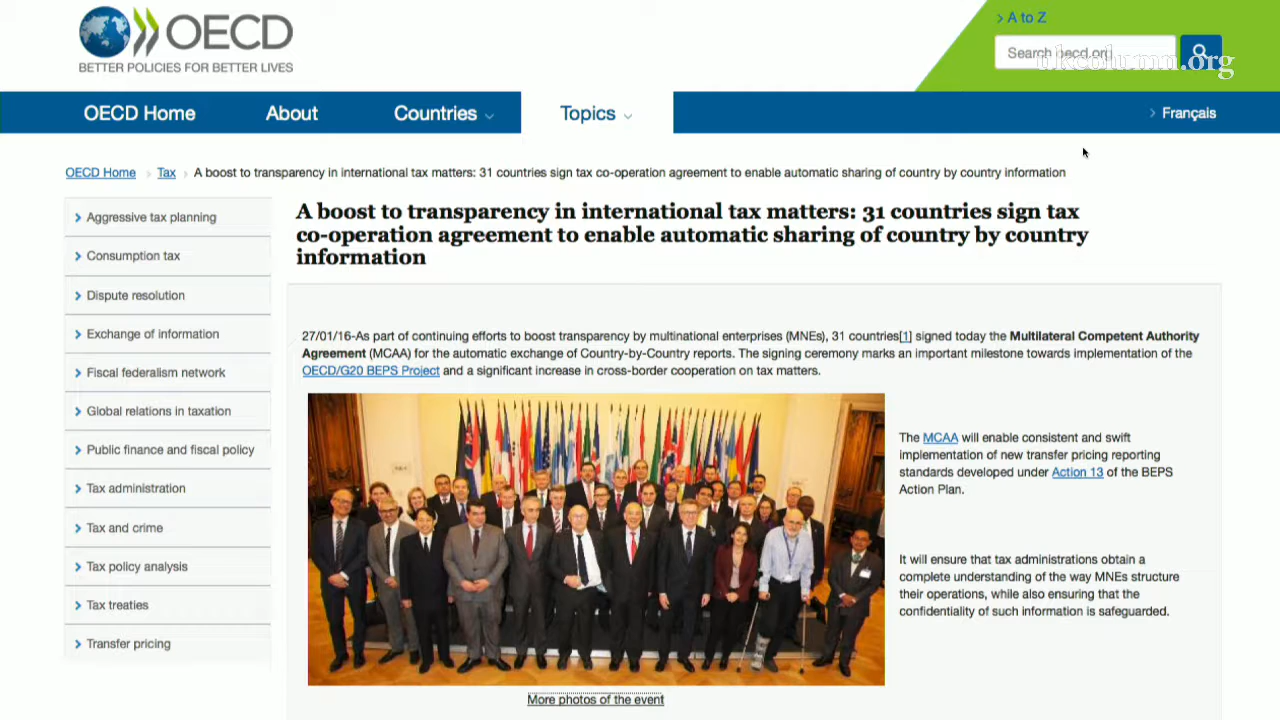 OECD
BETTER POLICIES FOR BETTER LIVES
A to Z
Search oecd.org
ukcolumn.org
OECD Home
About
Countries
Topics
Français
OECD Home Tax A boost to transparency in international tax matters: 31 countries sign tax co-operation agreement to enable automatic sharing of country by country information
Aggressive tax planning
Consumption tax
Dispute resolution
Exchange of information
Fiscal federalism network
Global relations in taxation
Public finance and fiscal policy
Tax administration
Tax and crime
Tax policy analysis
Tax treaties
Transfer pricing
A boost to transparency in international tax matters: 31 countries sign tax
co-operation agreement to enable automatic sharing of country by country
information
27/01/16-As part of continuing efforts to boost transparency by multinational enterprises (MNEs), 31 countries[1] signed today the Multilateral Competent Authority
Agreement (MCAA) for the automatic exchange of Country-by-Country reports. The signing ceremony marks an important milestone towards implementation of the
OECD/G20 BEPS Project and a significant increase in cross-border cooperation on tax matters.
The MCAA will enable consistent and swift
implementation of new transfer pricing reporting
standards developed under Action 13 of the BEPS
Action Plan.
It will ensure that tax administrations obtain a
complete understanding of the way MNEs structure
their operations, while also ensuring that the
confidentiality of such information is safeguarded.
More photos of the event